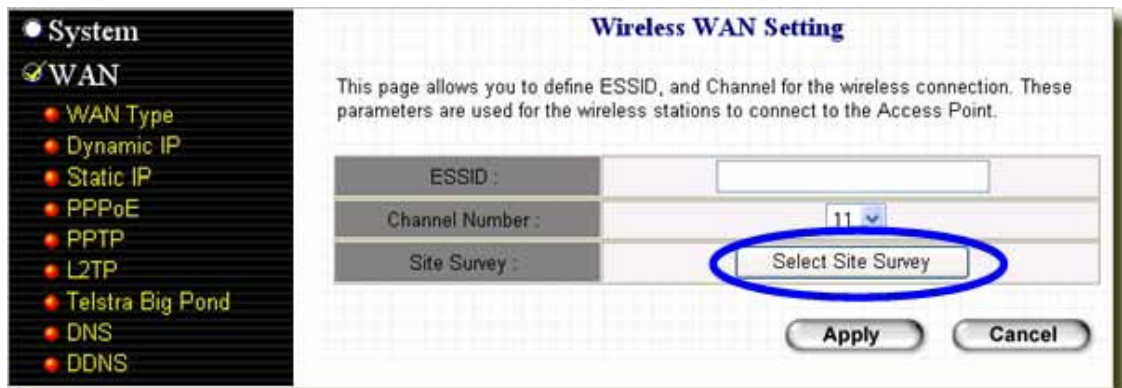 System
WAN
WAN Type
Dynamic IP
Static IP
PPPoE
PPTP
L2TP
Telstra Big Pond
DNS
DDNS
Wireless WAN Setting
This page allows you to define ESSID, and Channel for the wireless connection. These
parameters are used for the wireless stations to connect to the Access Point.
ESSID :
Channel Number : 11
Site Survey : Select Site Survey
Apply Cancel